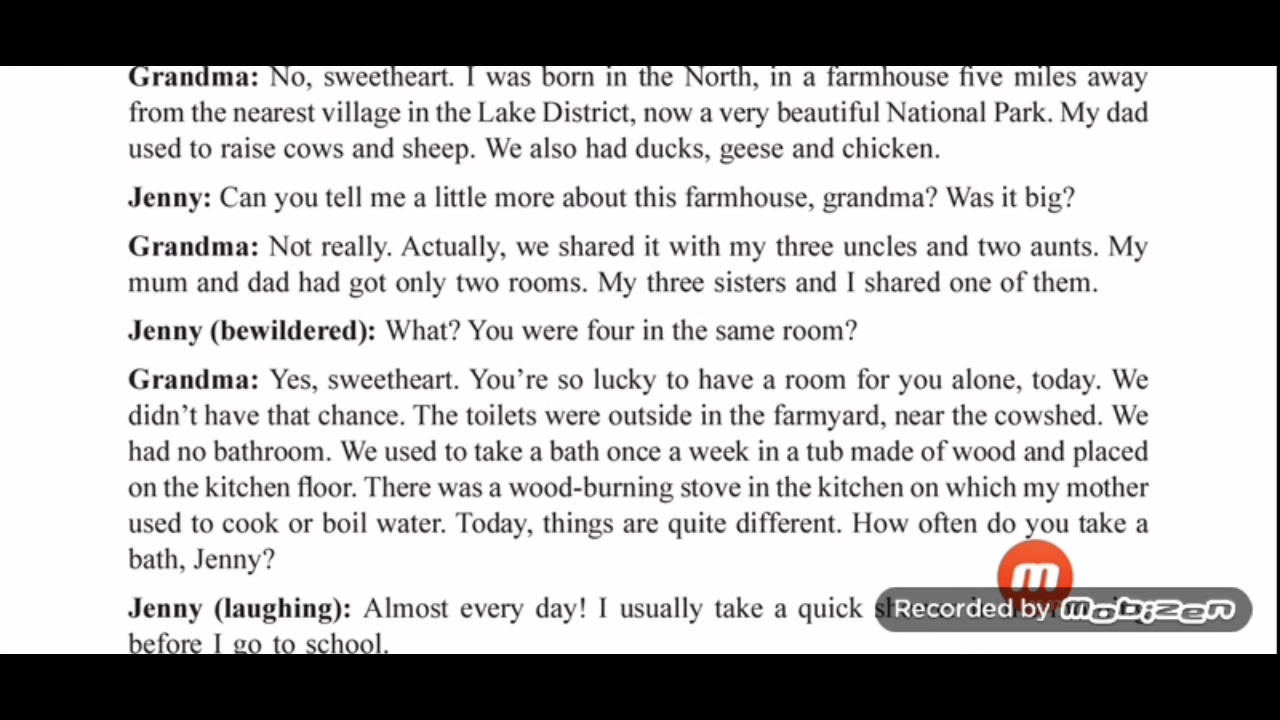 Grandma: No, sweetheart. I was born in the North, in a farmhouse five miles away
from the nearest village in the Lake District, now a very beautiful National Park. My dad
used to raise cows and sheep. We also had ducks, geese and chicken.
Jenny: Can you tell me a little more about this farmhouse, grandma? Was it big?
Grandma: Not really. Actually, we shared it with my three uncles and two aunts. My
mum and dad had got only two rooms. My three sisters and I shared one of them.
Jenny (bewildered): What? You were four in the same room?
Grandma: Yes, sweetheart. You're so lucky to have a room for you alone, today. We
didn't have that chance. The toilets were outside in the farmyard, near the cowshed. We
had no bathroom. We used to take a bath once a week in a tub made of wood and placed
on the kitchen floor. There was a wood-burning stove in the kitchen on which my mother
used to cook or boil water. Today, things are quite different. How often do you take a
bath, Jenny?
Jenny (laughing): Almost every day! I usually take a quick
before I go to school.
Recorded by mobizen